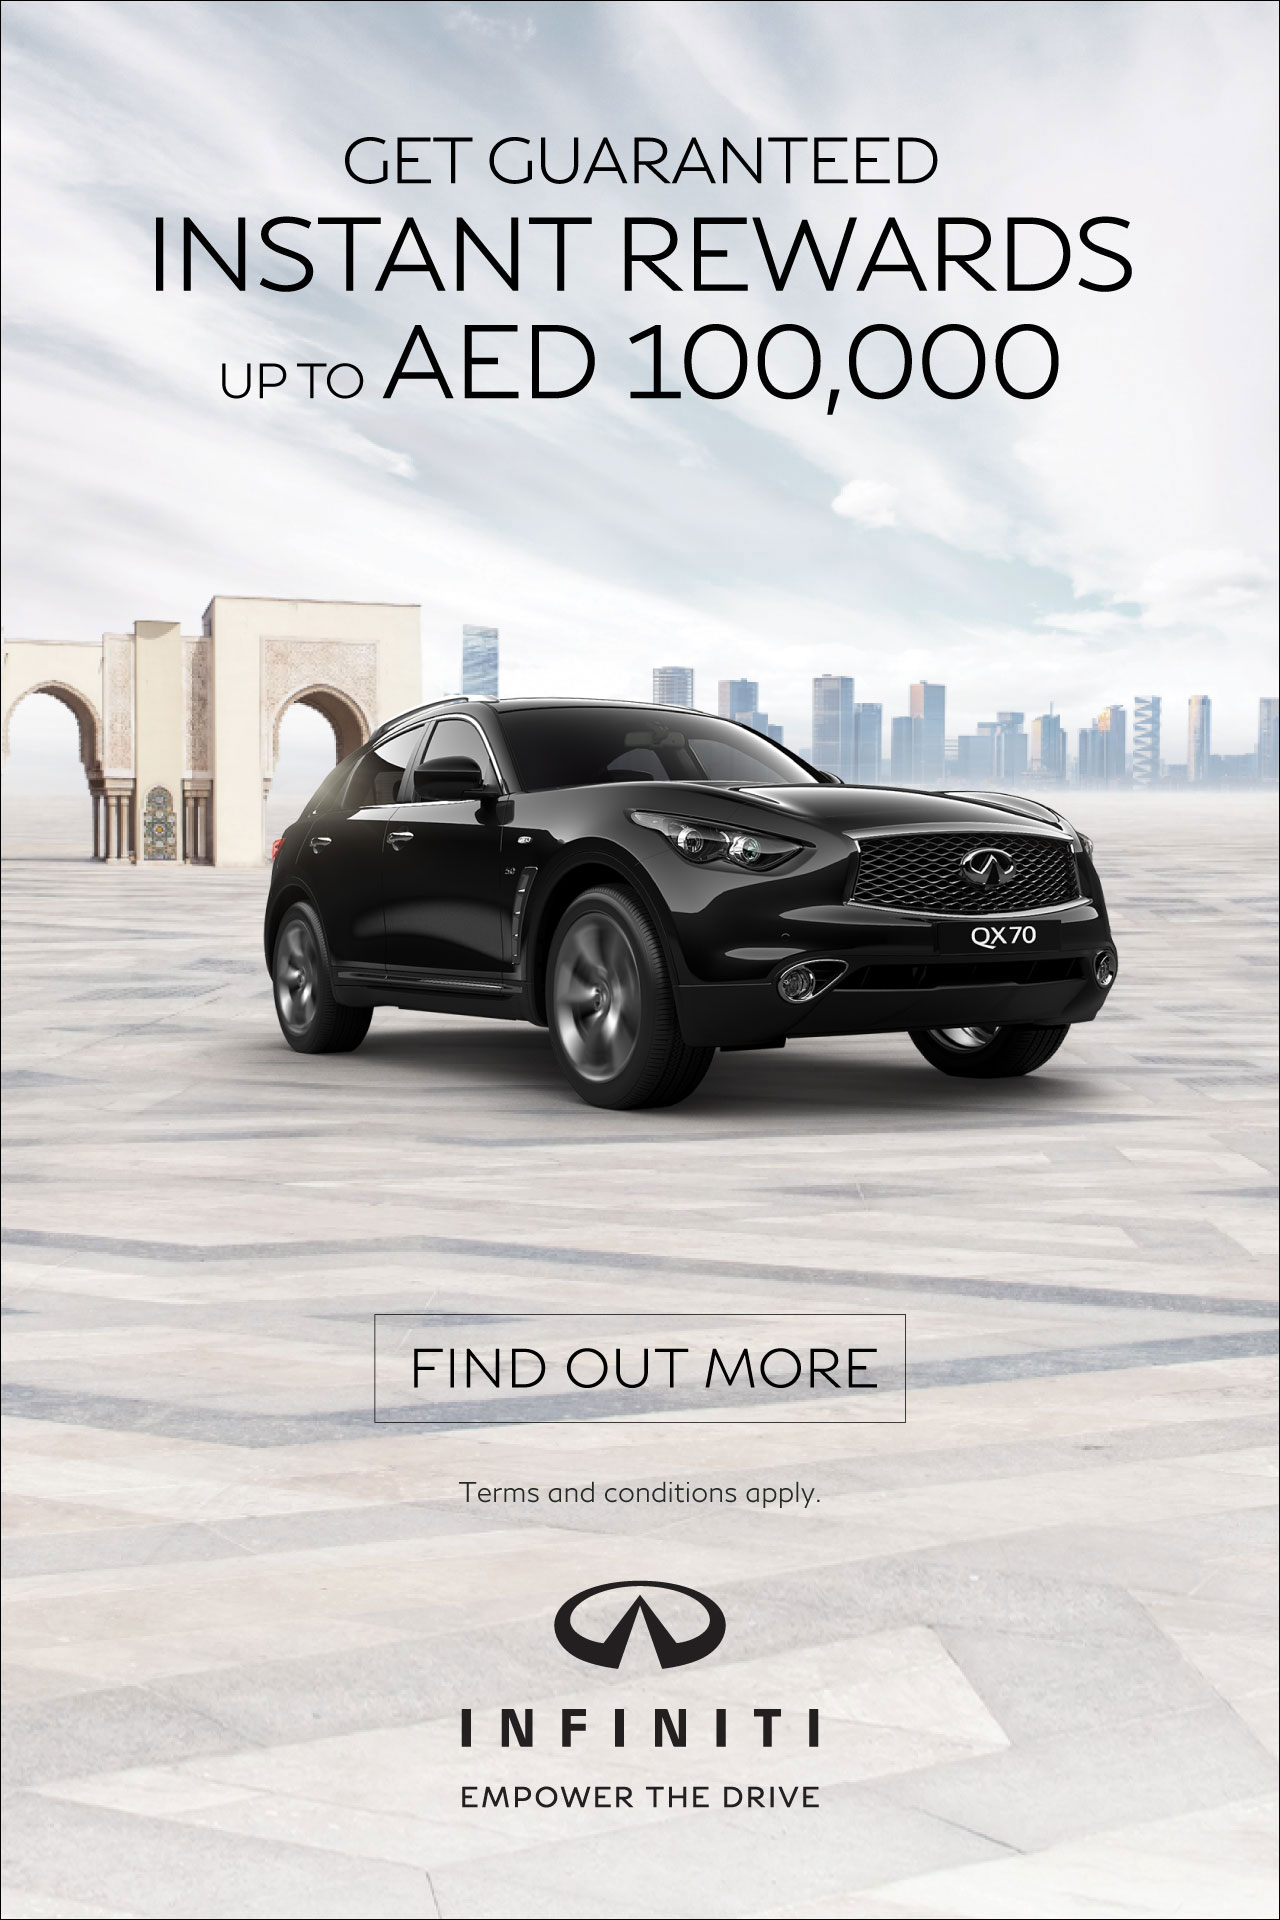 GET GUARANTEED
INSTANT REWARDS
UP TO AED 100,000
QX70
FIND OUT MORE
Terms and conditions apply.
INFINITI
EMPOWER THE DRIVE